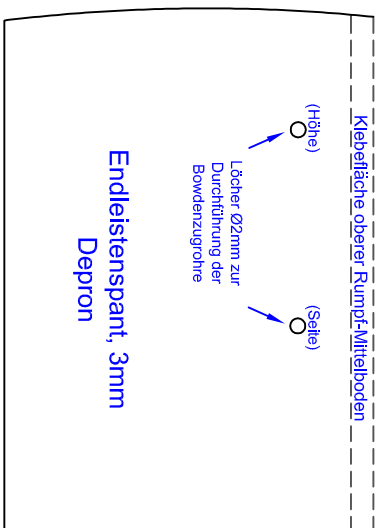 Klebefläche oberer Rumpf-Mittelboden
(Höhe)
(Seite)
Löcher Ø2mm zur
Durchführung der
Bowdenzugrohre
Endleistenspant, 3mm
Depron